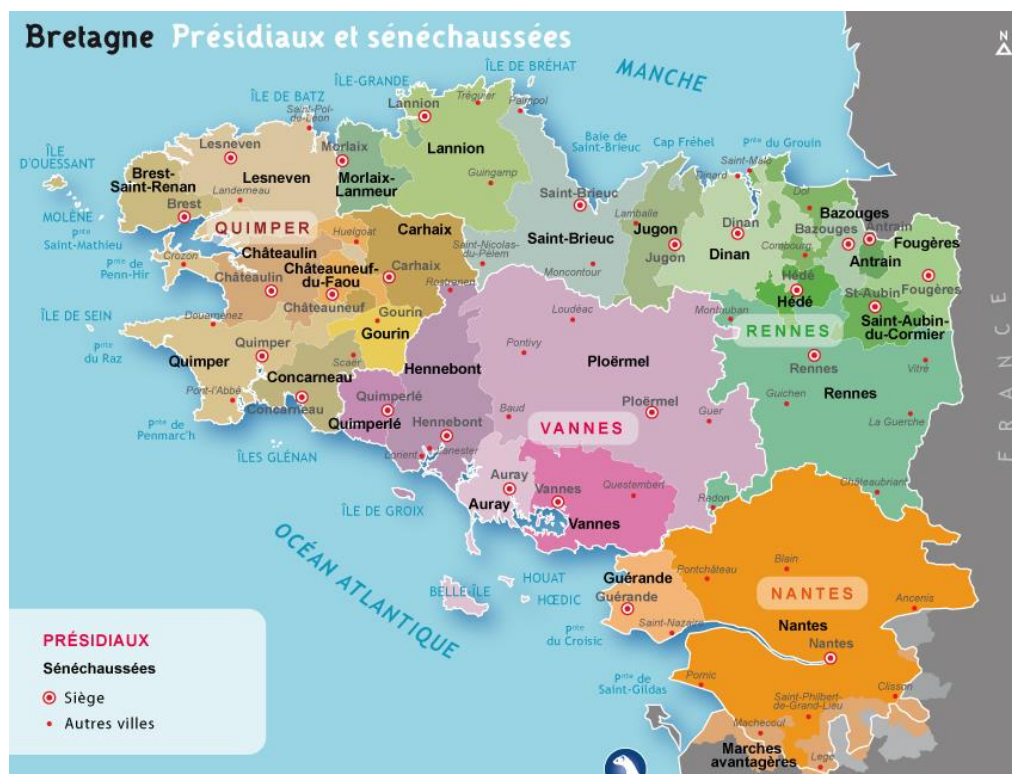 Bretagne Présidiaux et sénéchaussées
N
MANCHE
ÎLE DE BRÉHAT
ÎLE-GRANDE
ÎLE DE BATZ
Saint-Pol-
de-Léon
Lannion
Tréguier
Paimpol
Baie de
Saint-Brieuc
Cap Fréhel
Pnte du Grouin
Saint-Malo
Dinard
ÎLE
D'OUESSANT
Lesneven
Morlaix
Lannion
Brest-
Saint-Renan
Lesneven
Morlaix-
Lanmeur
Guingamp
Landerneau
Brest
MOLÈNE
Pnte
Saint-Mathieu
QUIMPER
Huelgoat
Carhaix
Saint-Nicolas-
du-Pélem
Saint-Brieuc
Saint-Brieuc
Moncontour
Lamballe
Jugon
Jugon
Dinan
Dinan
Dol
Combourg
Bazouges
Bazouges
Antrain
Antrain
Fougères
Fougères
Hédé
Hédé
St-Aubin
Saint-Aubin-
du-Cormier
Crozon
Pnte de
Penn-Hir
Châteaulin
Châteaulin
Châteauneuf-
du-Faou
Châteauneuf
Carhaix
Rostrenen
Gourin
Gourin
ÎLE DE SEIN
Douarnenez
Pnte
du Raz
Quimper
Quimper
Scaër
Concarneau
Concarneau
Pont-l'Abbé
Pnte de
Penmarc'h
ÎLES GLÉNAN
Quimperlé
Quimperlé
Hennebont
Hennebont
Lorient
Lanester
ÎLE DE GROIX
Loudéac
Pontivy
Ploërmel
Ploërmel
Baud
Guer
VANNES
Montauban
RENNES
Rennes
Rennes
Vitré
Guichen
La Guerche
Châteaubriant
Redon
FRANCE
Auray
Auray
Vannes
Vannes
Questembert
OCÉAN ATLANTIQUE
BELLE-ÎLE
HOUAT
HŒDIC
Guérande
Guérande
Pnte
du Croisic
Saint-Nazaire
Pontchâteau
Blain
NANTES
Nantes
Nantes
Ancenis
Pnte de
Saint-Gildas
Pornic
Saint-Philbert-
de-Grand-Lieu
Clisson
Machecoul
Marches
avantagères
Legé
PRÉSIDIAUX
Sénéchaussées
Siège
Autres villes